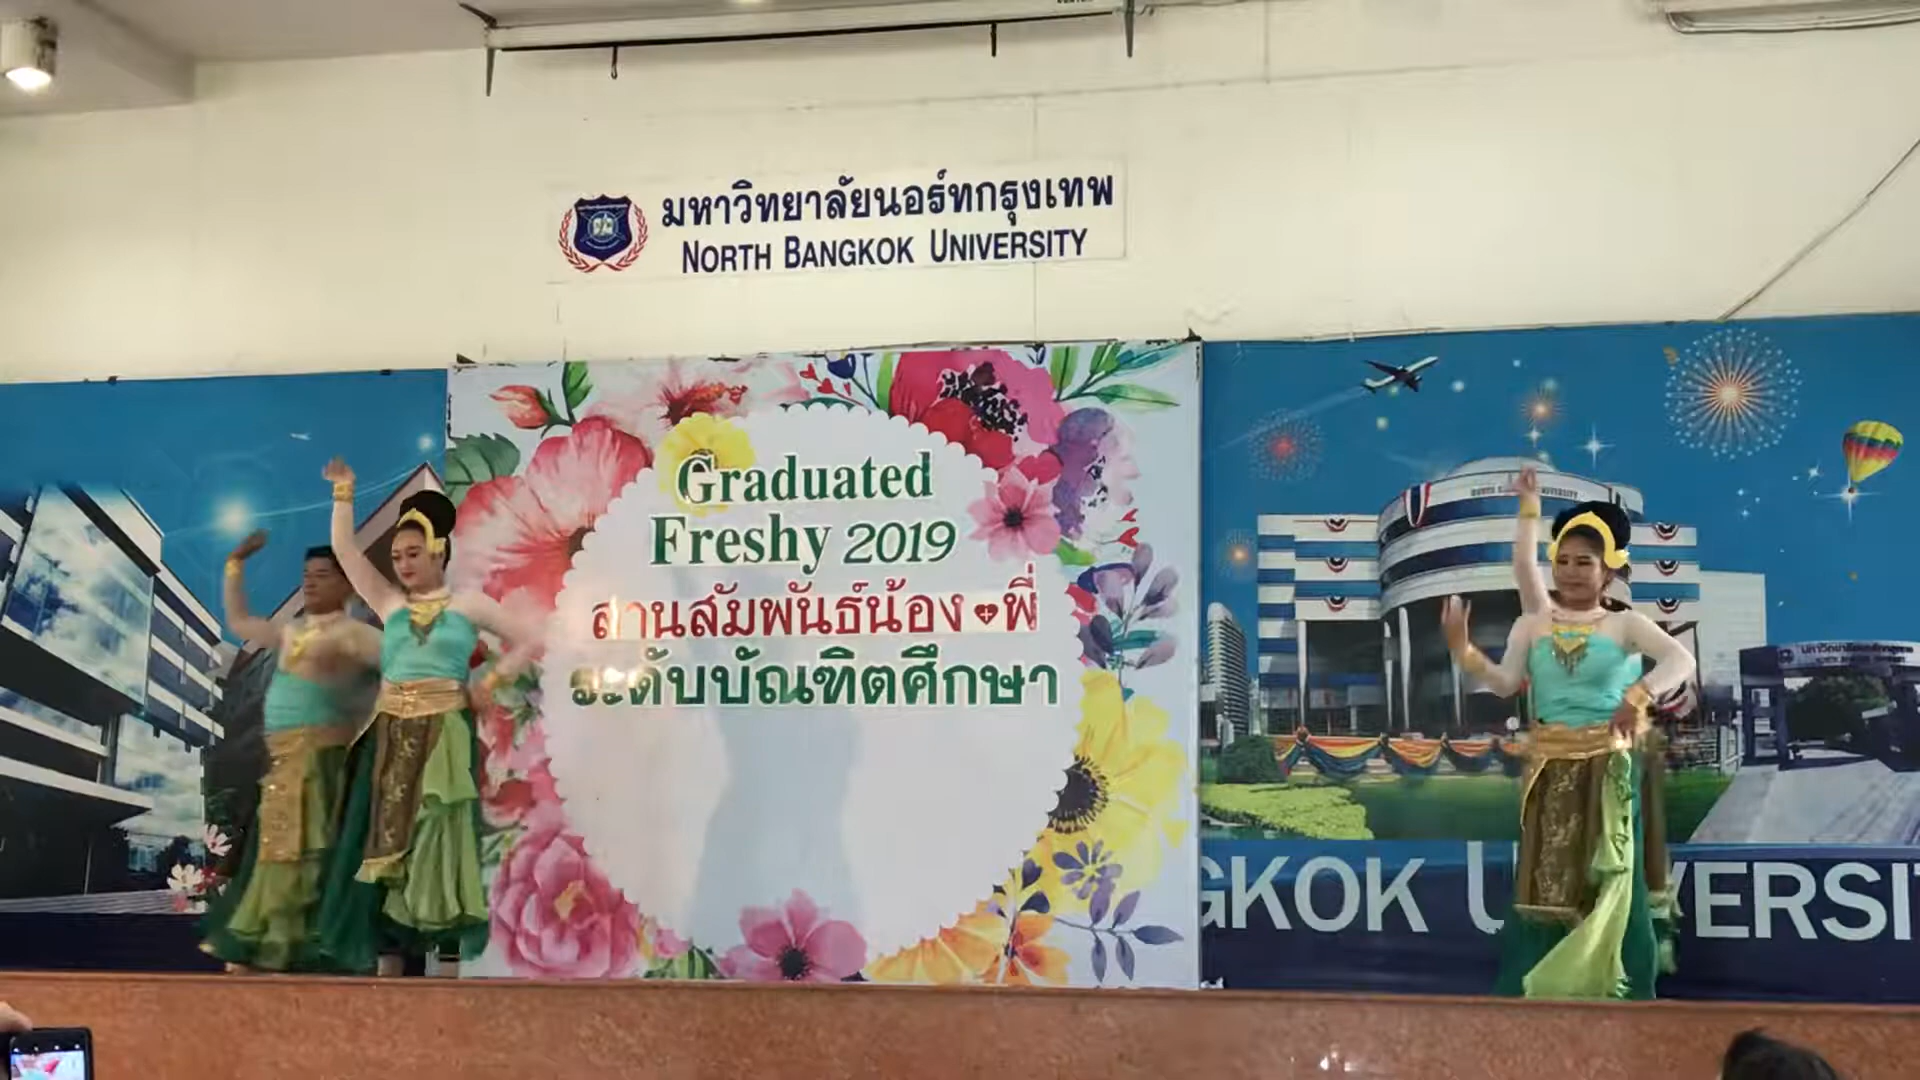 มหาวิทยาลัยนอร์ทกรุงเทพ
NORTH BANGKOK UNIVERSITY
Graduated
Freshy 2019
สานสัมพันธ์น้อง พี่
ระดับบัณฑิตศึกษา
GKOK U VERSI